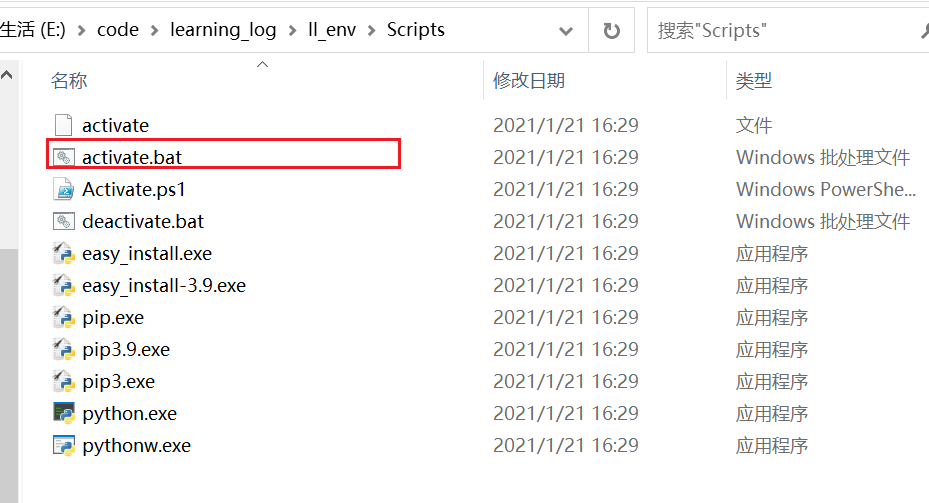 生活 (E:) › code › learning_log › ll_env › Scripts
搜索"Scripts"
名称 修改日期 类型
activate 2021/1/21 16:29 文件
activate.bat 2021/1/21 16:29 Windows 批处理文件
Activate.ps1 2021/1/21 16:29 Windows PowerShe...
deactivate.bat 2021/1/21 16:29 Windows 批处理文件
easy_install.exe 2021/1/21 16:29 应用程序
easy_install-3.9.exe 2021/1/21 16:29 应用程序
pip.exe 2021/1/21 16:29 应用程序
pip3.9.exe 2021/1/21 16:29 应用程序
pip3.exe 2021/1/21 16:29 应用程序
python.exe 2021/1/21 16:29 应用程序
pythonw.exe 2021/1/21 16:29 应用程序